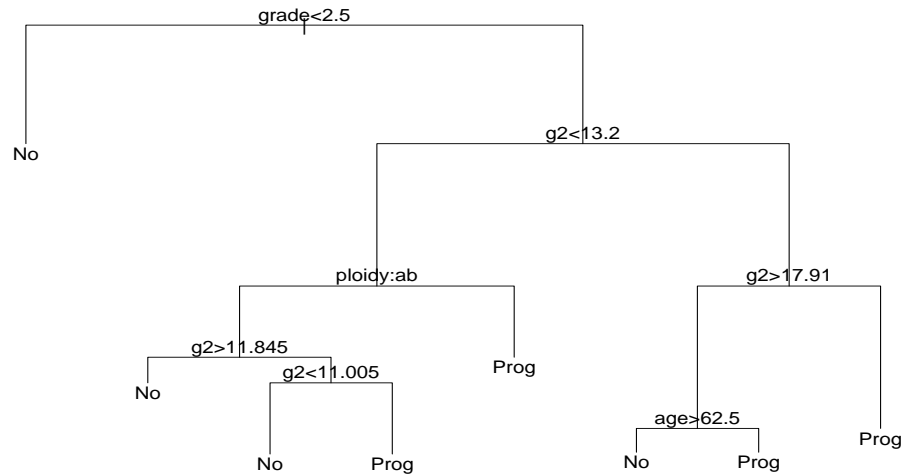 grade<2.5
No
g2<13.2
ploidy:ab
g2>17.91
g2>11.845
Prog
No
g2<11.005
age>62.5
Prog
No
Prog
No
Prog